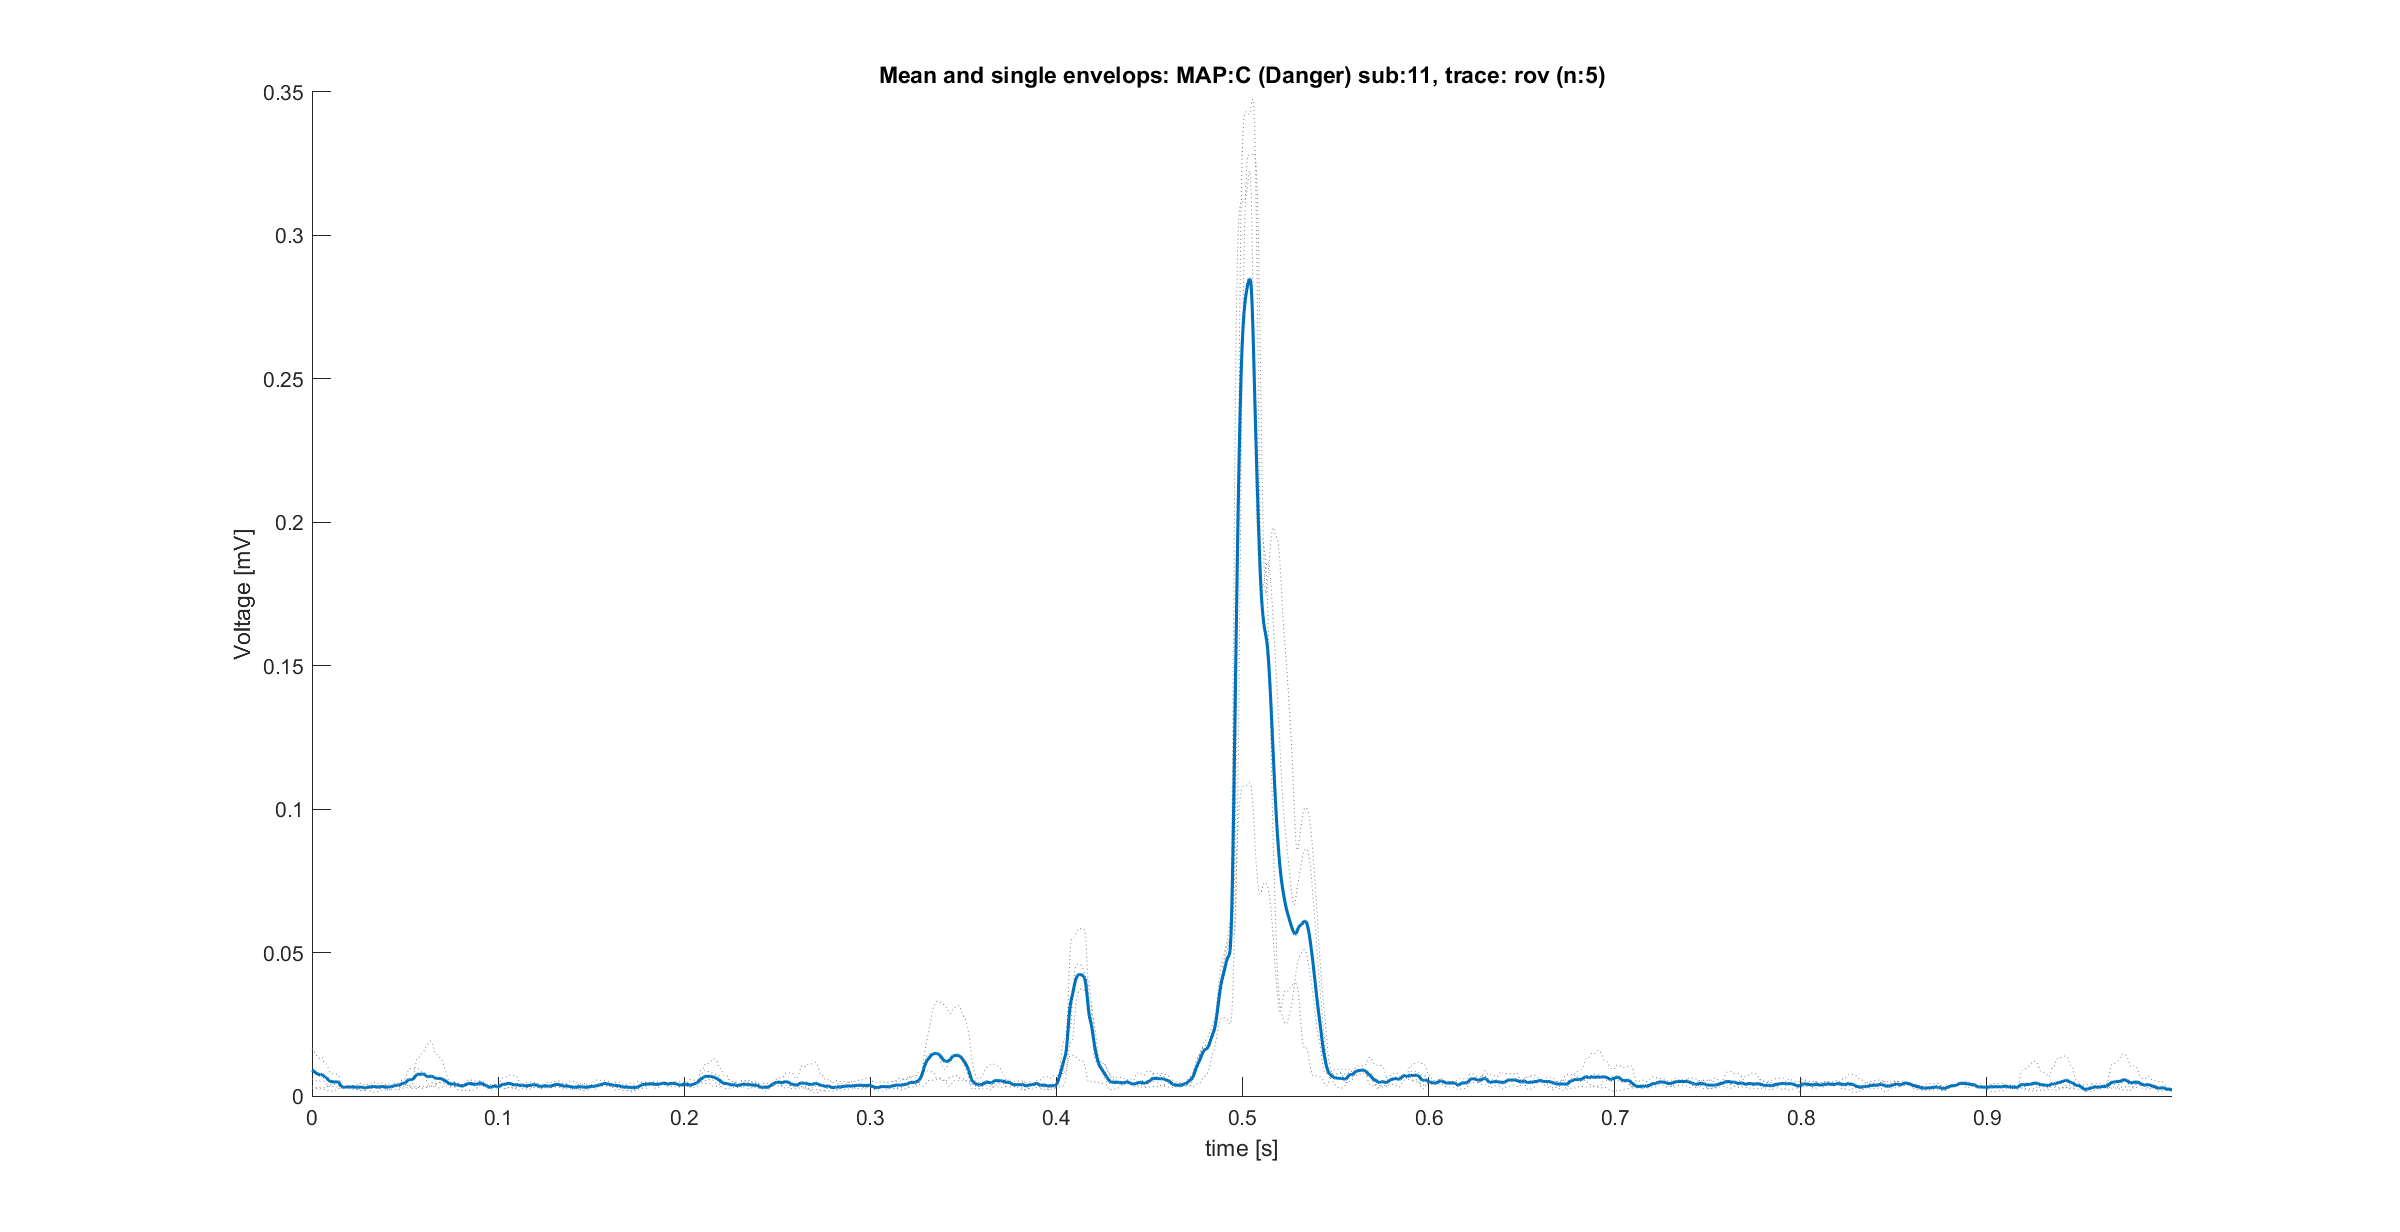 Mean and single envelops: MAP:C (Danger) sub:11, trace: rov (n:5)
0.35
0.3
0.25
0.2
0.15
0.1
0.05
0
Voltage [mV]
0 0.1 0.2 0.3 0.4 0.5 0.6 0.7 0.8 0.9
time [s]